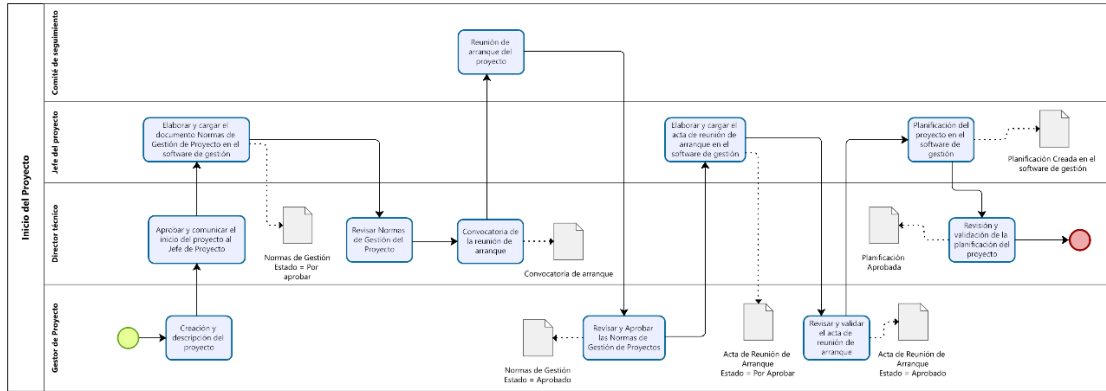 Inicio del Proyecto
Comité de seguimiento
Reunión de
arranque del
proyecto
Jefe del proyecto
Elaborar y cargar el
documento Normas de
Gestión de Proyecto en el
software de gestión
Elaborar y cargar el
acta de reunión de
arranque en el
software de gestión
Planificación del
proyecto en el
software de
gestión
Planificación Creada en el
software de gestión
Director técnico
Aprobar y comunicar el
inicio del proyecto al
Jefe de Proyecto
Normas de Gestión
Estado = Por
aprobar
Revisar Normas
de Gestión del
Proyecto
Convocatoria de
la reunión de
arranque
Convocatoria de arranque
Planificación
Aprobada
Revisión y
validación de la
planificación del
proyecto
Gestor de Proyecto
Creación y
descripción del
proyecto
Normas de Gestión
Estado = Aprobado
Revisar y Aprobar
las Normas de
Gestión de Proyectos
Acta de Reunión de
Arranque
Estado = Por Aprobar
Revisar y validar
el acta de
reunión de
arranque
Acta de Reunión de
Arranque
Estado = Aprobado